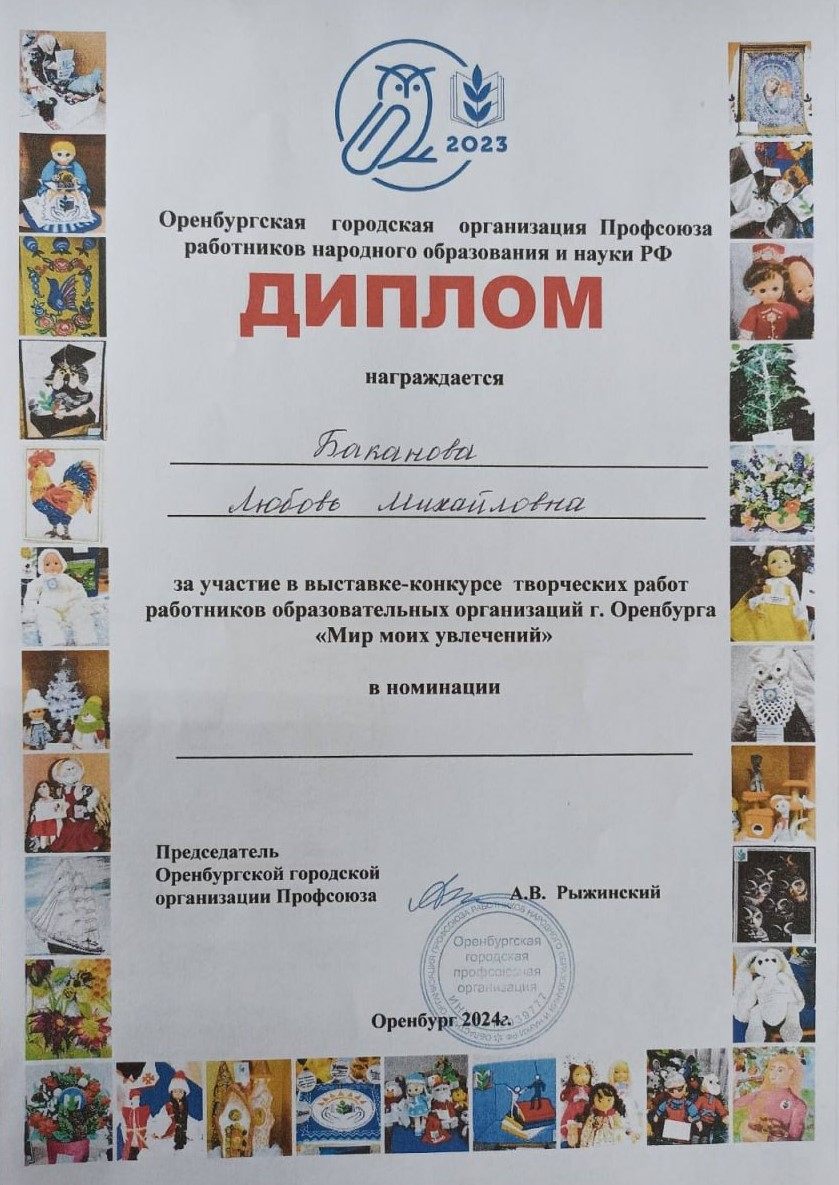 2023
Оренбургская городская организация Профсоюза
работников народного образования и науки РФ
ДИПЛОМ
награждается
Баканова
Любовь Михайловна
за участие в выставке-конкурсе творческих работ
работников образовательных организаций г. Оренбурга
«Мир моих увлечений»
в номинации
Председатель
Оренбургской городской
организации Профсоюза
А.В. Рыжинский
Оренбургская
городская
профсоюзная
организация
Оренбург 2024г.